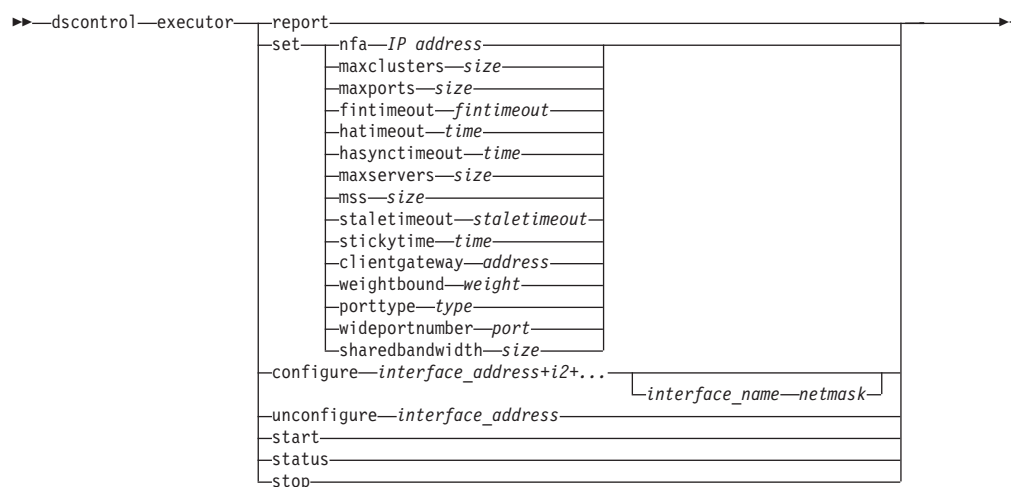 dscontrol executor report
set nfa IP address
maxclusters size
maxports size
fintimeout fintimeout
hatimeout time
hasynctimeout time
maxservers size
mss size
staletimeout staletimeout
stickytime time
clientgateway address
weightbound weight
porttype type
wideportnumber port
sharedbandwidth size
configure interface_address+i2+...
interface_name netmask
unconfigure interface_address
start
status
stop